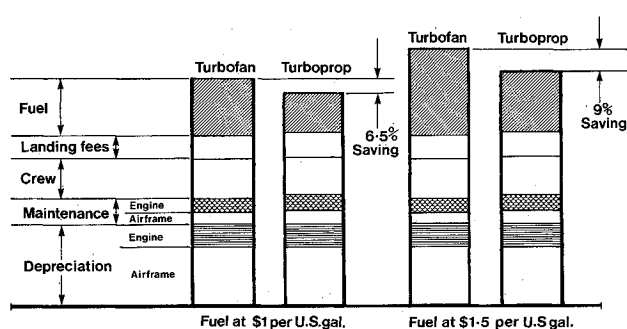 Turbofan Turboprop
Turbofan Turboprop
Fuel
Landing fees
Crew
Maintenance
Engine
Airframe
Depreciation
Engine
Airframe
6·5%
Saving
9%
Saving
Fuel at $1 per U.S.gal.
Fuel at $1·5 per U.S gal.